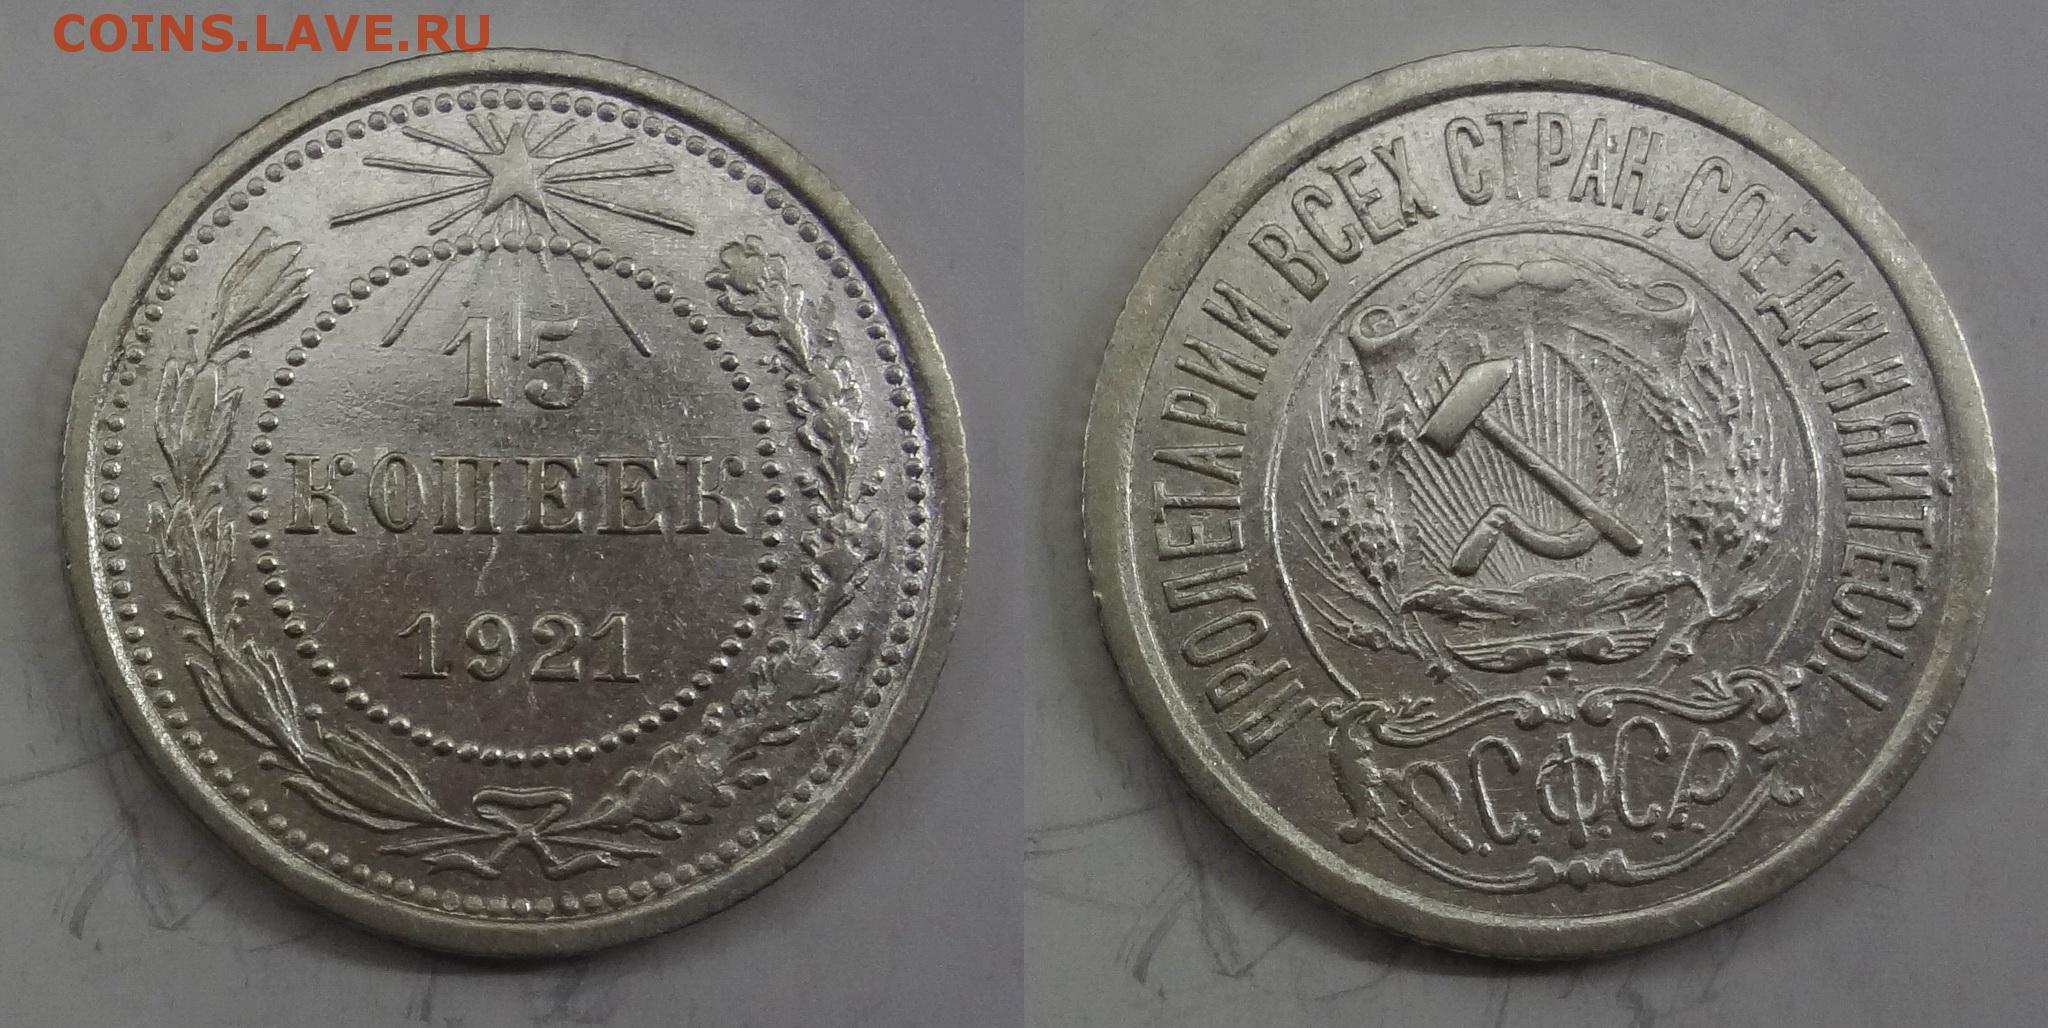 COINS.LAVE.RU
15
КОПЕЕК
1921
ПРОЛЕТАРИИ ВСЕХ СТРАН, СОЕДИНЯЙТЕСЬ!
Р.С.Ф.С.Р.